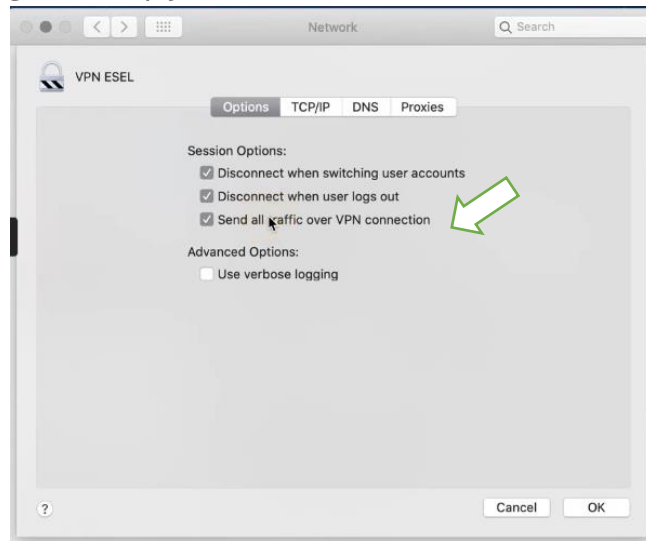 Network
Search
VPN ESEL
Options TCP/IP DNS Proxies
Session Options:
Disconnect when switching user accounts
Disconnect when user logs out
Send all traffic over VPN connection
Advanced Options:
Use verbose logging
?
Cancel OK